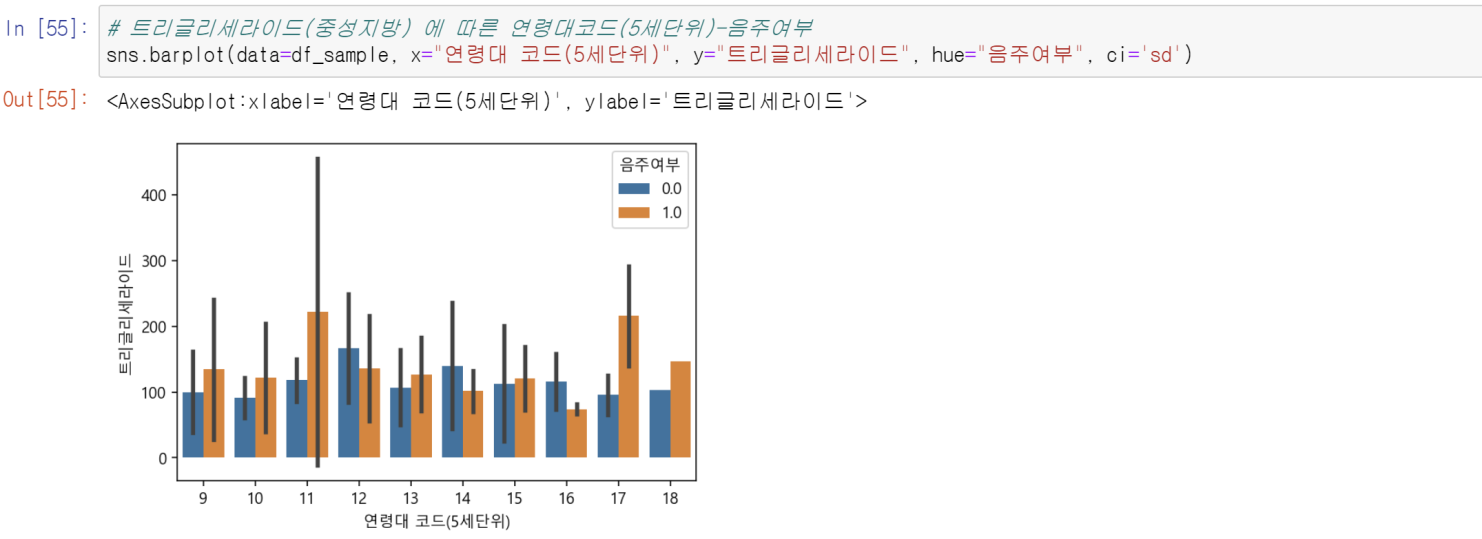 In [55]: # 트리글리세라이드(중성지방) 에 따른 연령대코드(5세단위)-음주여부
sns.barplot(data=df_sample, x="연령대 코드(5세단위)", y="트리글리세라이드", hue="음주여부", ci='sd')
Out[55]: <AxesSubplot:xlabel='연령대 코드(5세단위)', ylabel='트리글리세라이드'>
음주여부
0.0
1.0
400
300
200
100
0
트리글리세라이드
9 10 11 12 13 14 15 16 17 18
연령대 코드(5세단위)